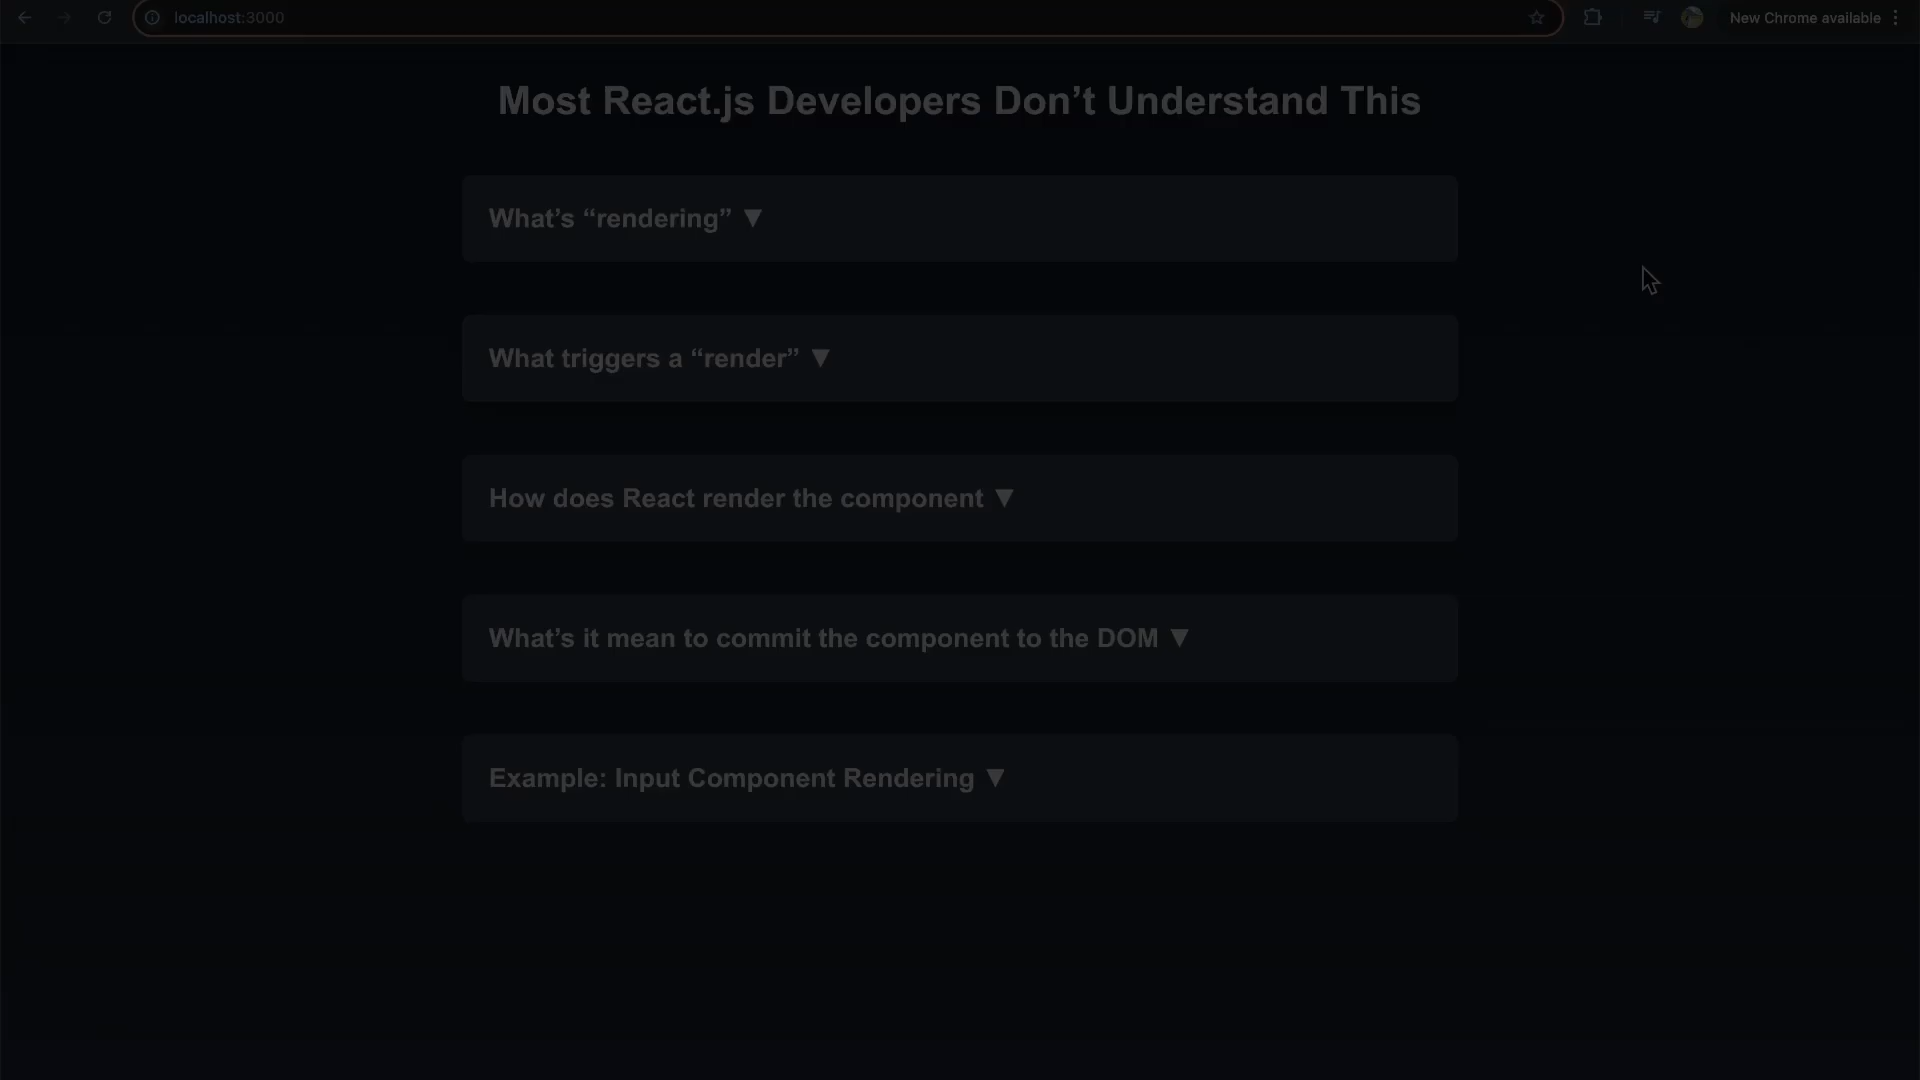 localhost:3000
New Chrome available
Most React.js Developers Don’t Understand This
What’s “rendering” ▼
What triggers a “render” ▼
How does React render the component ▼
What’s it mean to commit the component to the DOM ▼
Example: Input Component Rendering ▼